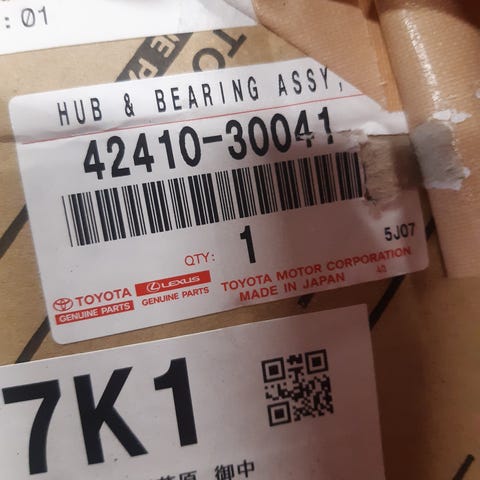 : 01
TOYOTA
HUB & BEARING ASSY,
42410-30041
QTY: 1
5J07
TOYOTA
GENUINE PARTS
LEXUS
GENUINE PARTS
TOYOTA MOTOR CORPORATION
MADE IN JAPAN
7K1
御中